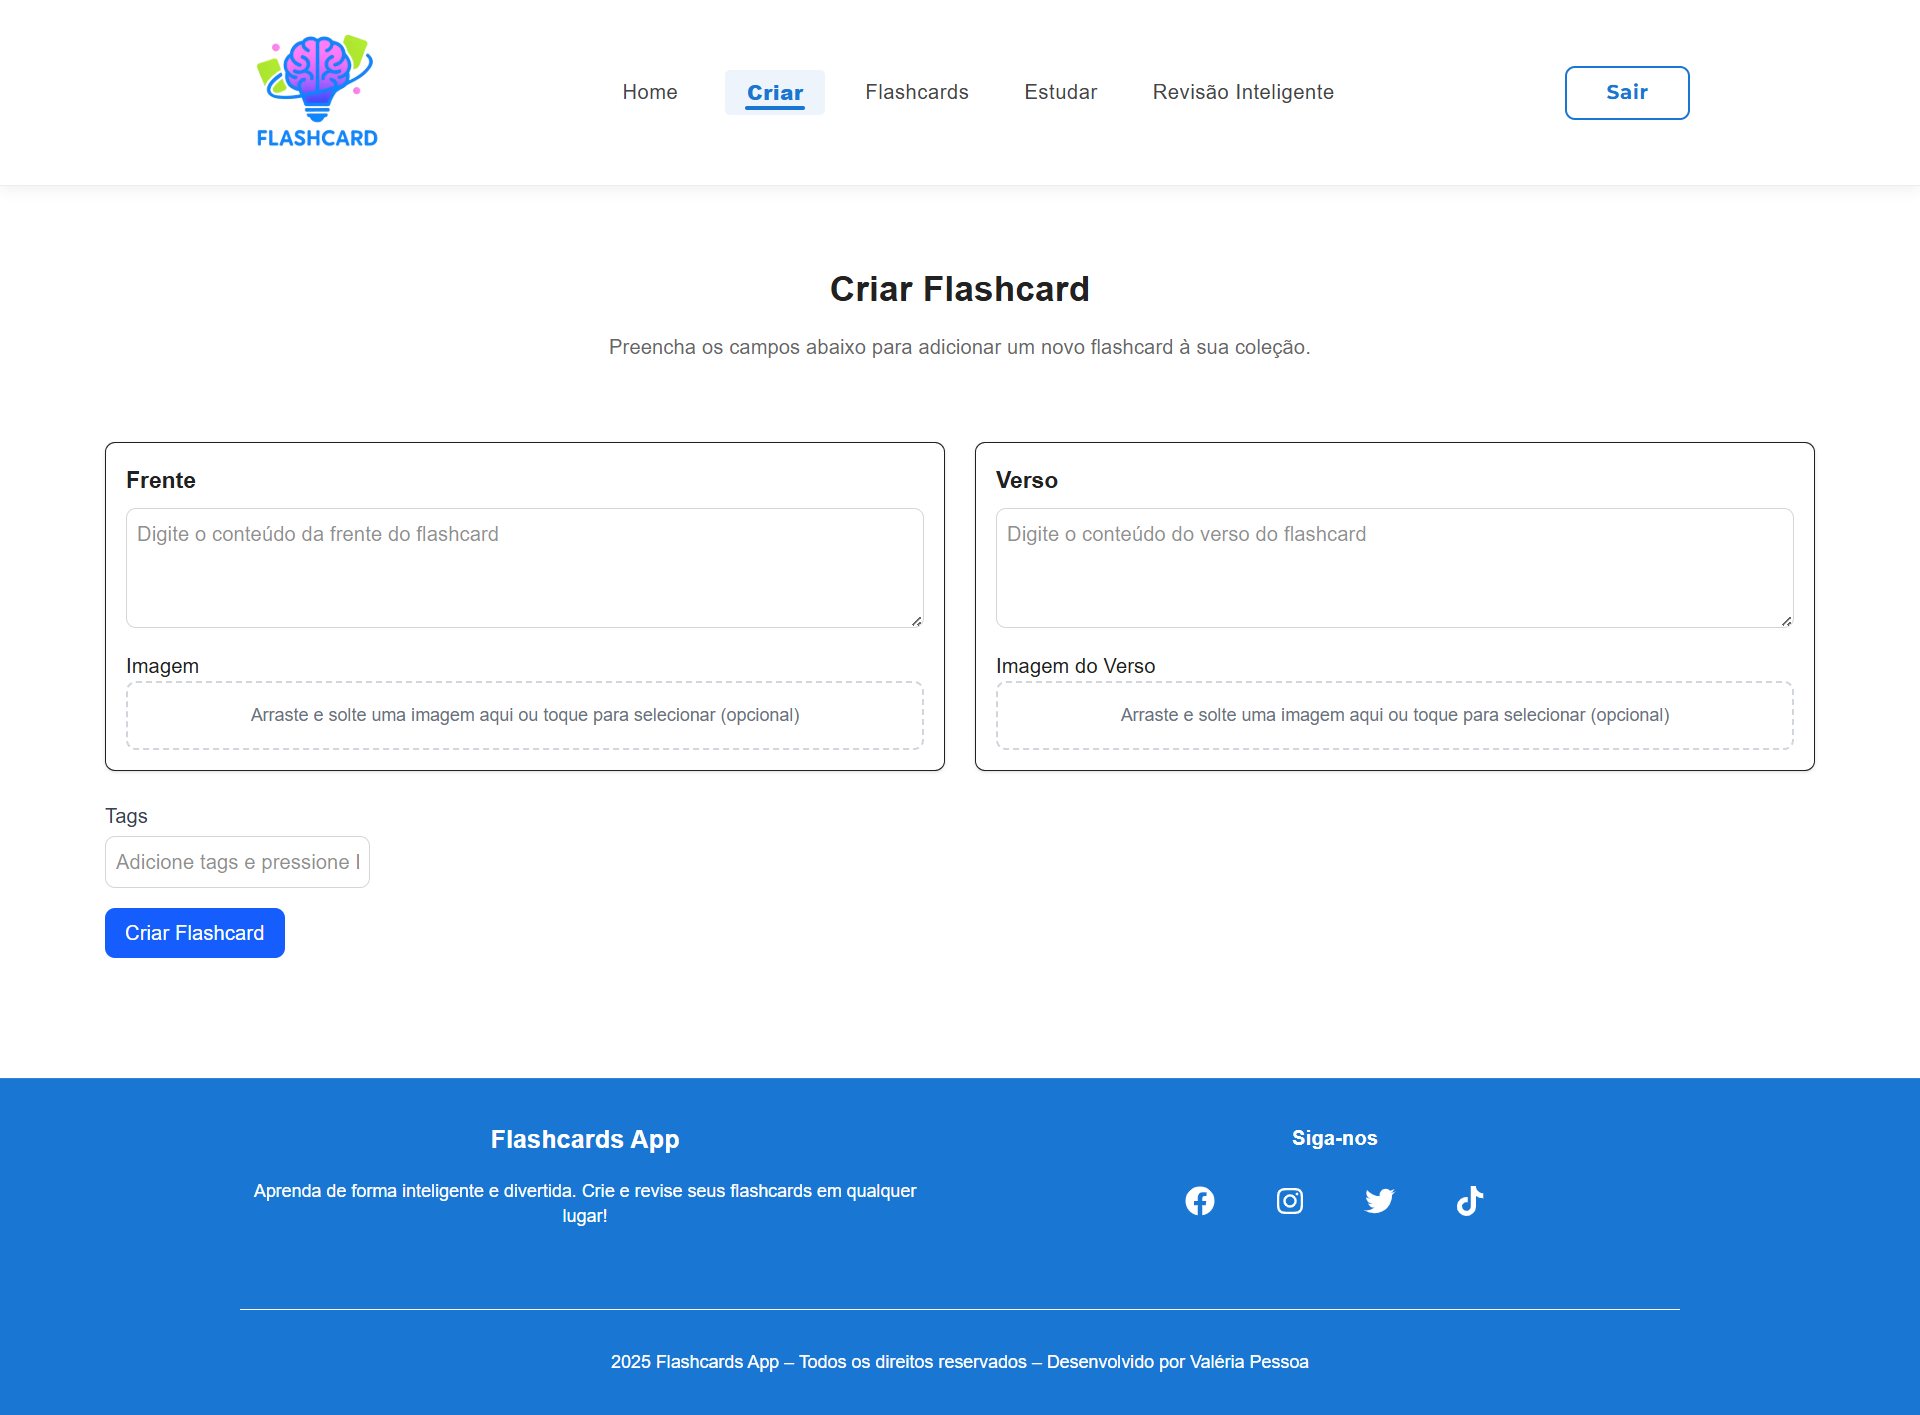 FLASHCARD
Home
Criar
Flashcards
Estudar
Revisão Inteligente
Sair
Criar Flashcard
Preencha os campos abaixo para adicionar um novo flashcard à sua coleção.
Frente
Digite o conteúdo da frente do flashcard
Imagem
Arraste e solte uma imagem aqui ou toque para selecionar (opcional)
Verso
Digite o conteúdo do verso do flashcard
Imagem do Verso
Arraste e solte uma imagem aqui ou toque para selecionar (opcional)
Tags
Adicione tags e pressione
Criar Flashcard
Flashcards App
Aprenda de forma inteligente e divertida. Crie e revise seus flashcards em qualquer
lugar!
Siga-nos
2025 Flashcards App – Todos os direitos reservados – Desenvolvido por Valéria Pessoa